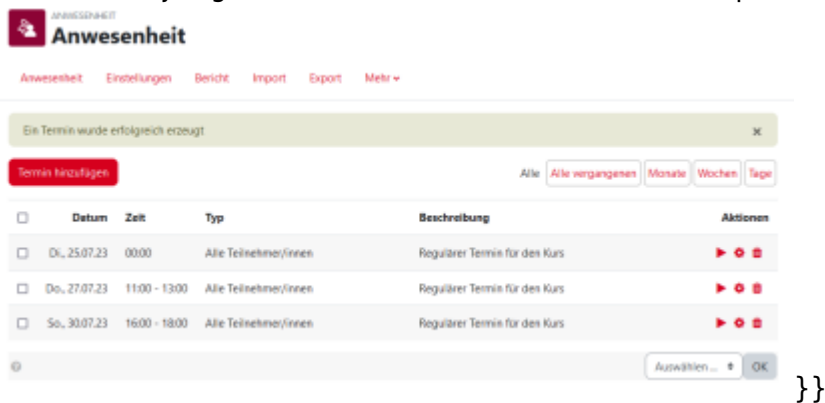 ANWESENHEIT
Anwesenheit
Anwesenheit Einstellungen Bericht Import Export Mehr
Ein Termin wurde erfolgreich erzeugt ×
Termin hinzufügen Alle Alle vergangenen Monate Wochen Tage
Datum Zeit Typ Beschreibung Aktionen
Di., 25.07.23 00:00 Alle Teilnehmer/innen Regulärer Termin für den Kurs
Do., 27.07.23 11:00 - 13:00 Alle Teilnehmer/innen Regulärer Termin für den Kurs
So., 30.07.23 16:00 - 18:00 Alle Teilnehmer/innen Regulärer Termin für den Kurs
Auswählen... OK
}}